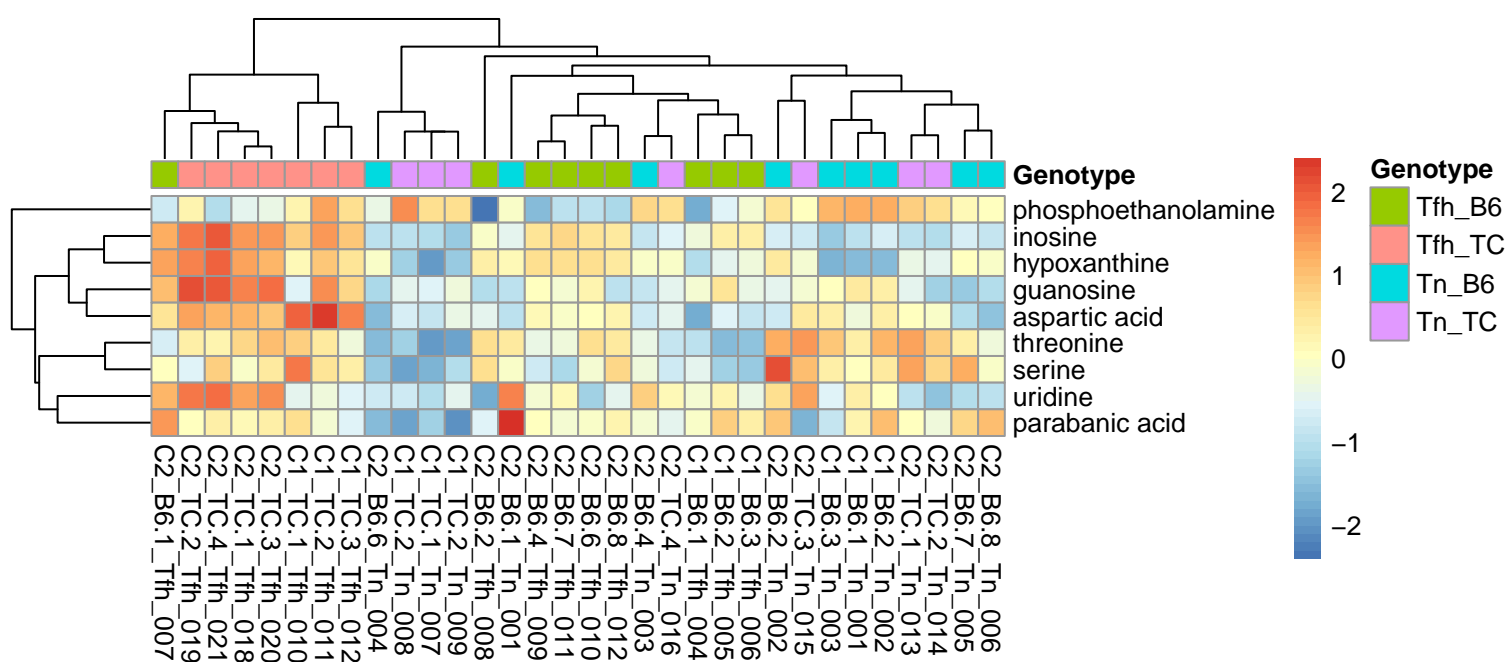 Genotype
phosphoethanolamine
inosine
hypoxanthine
guanosine
aspartic acid
threonine
serine
uridine
parabanic acid
C2_B6.1_Tfh_007
C2_TC.2_Tfh_019
C2_TC.4_Tfh_021
C2_TC.1_Tfh_018
C2_TC.3_Tfh_020
C1_TC.1_Tfh_010
C1_TC.2_Tfh_011
C1_TC.3_Tfh_012
C2_B6.6_Tn_004
C1_TC.2_Tn_008
C1_TC.1_Tn_007
C1_TC.2_Tn_009
C2_B6.2_Tfh_008
C2_B6.1_Tn_001
C2_B6.4_Tfh_009
C2_B6.7_Tfh_011
C2_B6.6_Tfh_010
C2_B6.8_Tfh_012
C2_B6.4_Tn_003
C2_TC.4_Tn_016
C1_B6.1_Tfh_004
C1_B6.2_Tfh_005
C1_B6.3_Tfh_006
C2_B6.2_Tn_002
C2_TC.3_Tn_015
C1_B6.3_Tn_003
C1_B6.1_Tn_001
C1_B6.2_Tn_002
C2_TC.1_Tn_013
C2_TC.2_Tn_014
C2_B6.7_Tn_005
C2_B6.8_Tn_006
2
1
0
−1
−2
Genotype
Tfh_B6
Tfh_TC
Tn_B6
Tn_TC